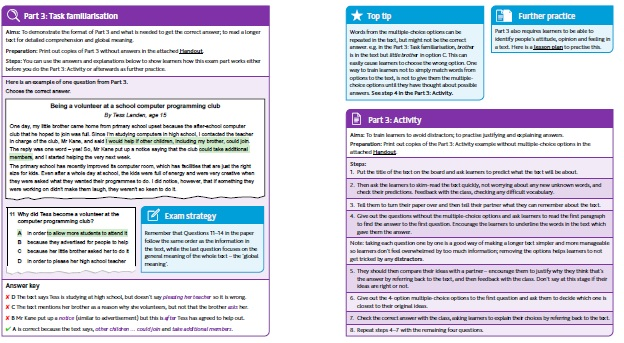 Part 3: Task familiarisation
Aims: To demonstrate the format of Part 3 and what is needed to get the correct answer; to read a longer
text for detailed comprehension and global meaning.
Preparation: Print out copies of Part 3 without answers in the attached Handout.
Steps: You can use the answers and explanations below to show learners how this exam part works either
before you do the Part 3: Activity or afterwards as further practice.
Here is an example of one question from Part 3.
Choose the correct answer.
Being a volunteer at a school computer programming club
By Tess Landen, age 15
One day, my little brother came home from primary school upset because the after-school computer
club that he hoped to join was full. Since I'm studying computers in high school, I contacted the teacher
in charge of the club, Mr Kane, and said I would help if other children, including my brother, could join.
The reply was one word – yes! So, Mr Kane put up a notice saying that the club could take additional
members, and I started helping the very next week.
The primary school has recently improved its computer room, which has facilities that are just the right
size for kids. Even after a whole day at school, the kids were full of energy and were very creative when
they were asked what they wanted their programmes to do. I did notice, however, that if something they
were working on didn't make them laugh, they weren't so keen to do it.
11 Why did Tess become a volunteer at the
computer programming club?
A in order to allow more students to attend it
B because they advertised for people to help
C because her little brother asked her to do it
D in order to please her high school teacher
Exam strategy
Remember that Questions 11-14 in the paper
follow the same order as the information in
the text, while the last question focuses on the
general meaning of the whole text – the 'global
meaning'.
Answer key
✗ D The text says Tess is studying at high school, but doesn't say pleasing her teacher so it is wrong.
✗ C The text mentions her brother as a reason why she volunteers, but not that the brother asks her.
✗ B Mr Kane put up a notice (similar to advertisement) but this is after Tess has agreed to help out.
✓ A is correct because the text says, other children ... could join and take additional members.
Top tip
Words from the multiple-choice options can be
repeated in the text, but might not be the correct
answer. e.g. in the Part 3: Task familiarisation, brother
is in the text but little brother in option C. This can
easily cause learners to choose the wrong option. One
way to train learners not to simply match words from
options to the text, is not to give them the multiple-
choice options until they have thought about possible
answers. See step 4 in the Part 3: Activity.
Further practice
Part 3 also requires learners to be able to
identify people's attitude, opinion and feeling in
a text. Here is a lesson plan to practise this.
Part 3: Activity
Aims: To train learners to avoid distraction; to practise justifying and explaining answers.
Preparation: Print out copies of the Part 3: Activity example without multiple-choice options in the
attached Handout.
Steps:
1. Put the title of the text on the board and ask learners to predict what the text will be about.
2. Then ask the learners to skim-read the text quickly, not worrying about any new unknown words, and
check their predictions. Feedback with the class, checking any difficult vocabulary.
3. Tell them to turn their paper over and then tell their partner what they can remember about the text.
4. Give out the questions without the multiple-choice options and ask learners to read the first paragraph
to find the answer to the first question. Encourage the learners to underline the words in the text which
gave them the answer.
Note: taking each question one by one is a good way of making a longer text simpler and more manageable
so learners don't feel overwhelmed by too much information; removing the options helps learners to not
get tricked by any distractors.
5. They should then compare their ideas with a partner – encourage them to justify why they think that's
the answer by referring back to the text, and then feedback with the class. Don't say at this stage if their
ideas are right or not.
6. Give out the 4-option multiple-choice options to the first question and ask them to decide which one is
closest to their original ideas.
7. Check the correct answer with the class, asking learners to explain their choices by referring back to the text.
8. Repeat steps 4–7 with the remaining four questions.